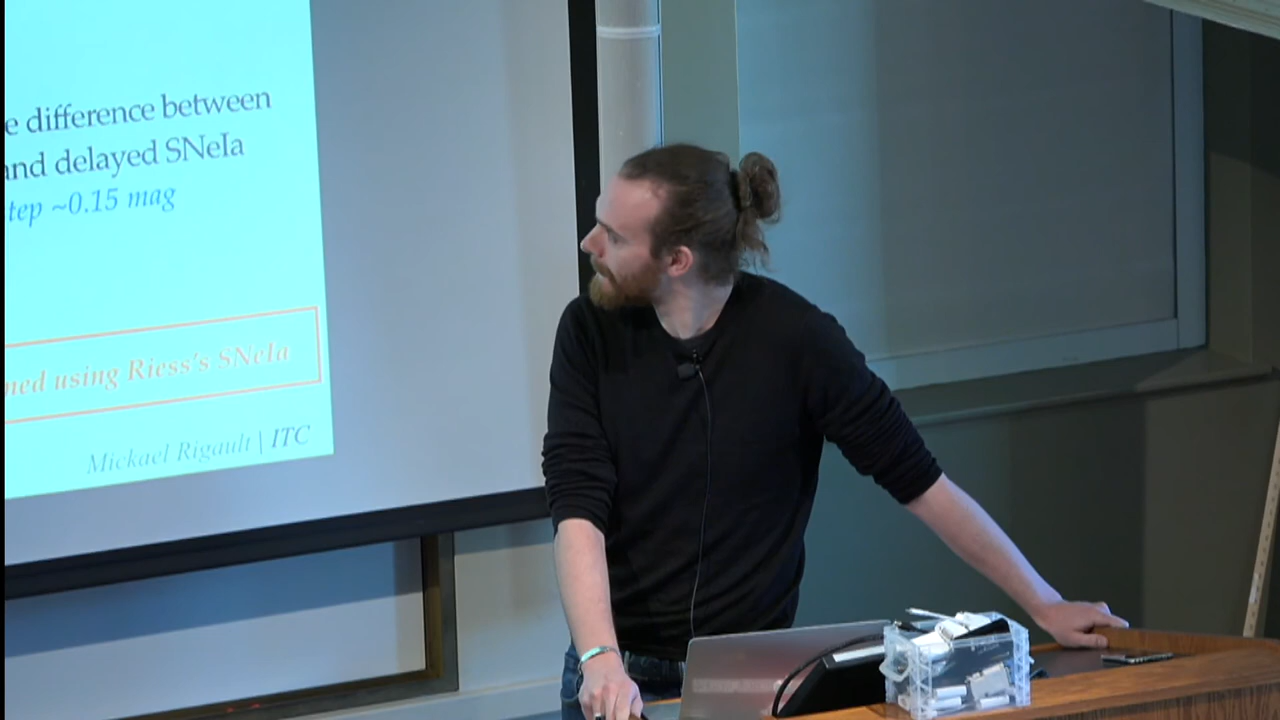 e difference between
and delayed SNeIa
tep ~0.15 mag
ned using Riess's SNeIa
Mickael Rigault | ITC